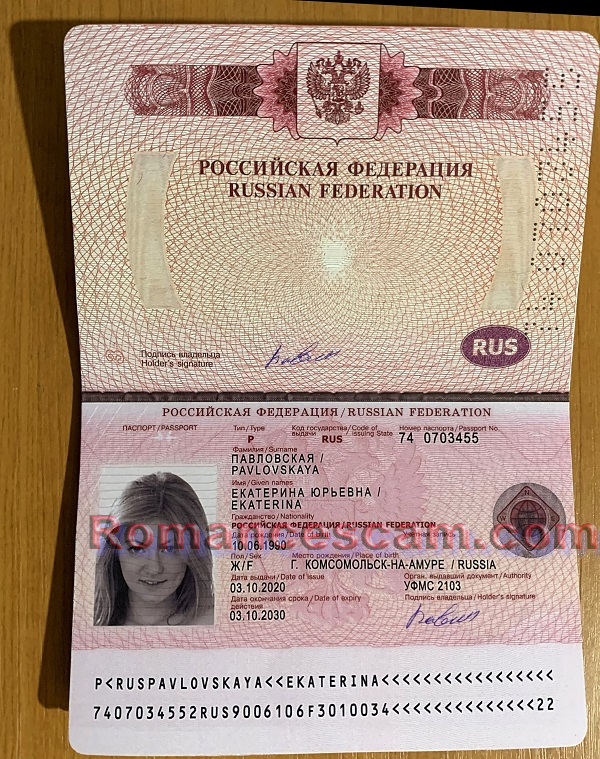 РОССИЙСКАЯ ФЕДЕРАЦИЯ
RUSSIAN FEDERATION
RUS
Подпись владельца
Holder's signature
РОССИЙСКАЯ ФЕДЕРАЦИЯ / RUSSIAN FEDERATION
ПАСПОРТ / PASSPORT Тип / Type Код государства / Code of выдачи issuing State Номер паспорта / Passport No.
P RUS 74 0703455
Фамилия / Surname
ПАВЛОВСКАЯ /
PAVLOVSKAYA
Имя / Given names
ЕКАТЕРИНА ЮРЬЕВНА /
EKATERINA
Гражданство / Nationality
РОССИЙСКАЯ ФЕДЕРАЦИЯ / RUSSIAN FEDERATION
Romancescam.com
Дата рождения / Date of birth Учетная запись
10.06.1990
Пол / Sex Место рождения / Place of birth
Ж/F Г. КОМСОМОЛЬСК-НА-АМУРЕ / RUSSIA
Дата выдачи / Date of issue Орган, выдавший документ / Authority
03.10.2020 УФМС 2103
Дата окончания срока / Date of expiry действия Подпись владельца / Holder's signature
03.10.2030
P<RUSPAVLOVSKAYA<<EKATERINA<<<<<<<<<<<<<<<<<
7407034552RUS9006106F3010034<<<<<<<<<<<<<<22